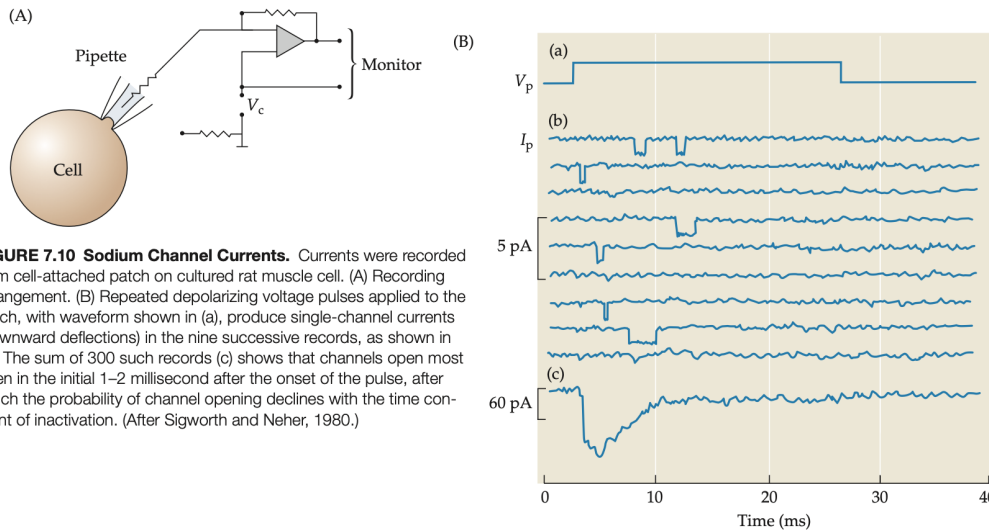 (A)
Pipette
Cell
Vc
Monitor
(B)
(a)
Vp
(b)
Ip
5 pA
(c)
60 pA
0 10 20 30 40
Time (ms)
GURE 7.10 Sodium Channel Currents. Currents were recorded
m cell-attached patch on cultured rat muscle cell. (A) Recording
angement. (B) Repeated depolarizing voltage pulses applied to the
ch, with waveform shown in (a), produce single-channel currents
wnward deflections) in the nine successive records, as shown in
The sum of 300 such records (c) shows that channels open most
en in the initial 1–2 millisecond after the onset of the pulse, after
ch the probability of channel opening declines with the time con-
nt of inactivation. (After Sigworth and Neher, 1980.)